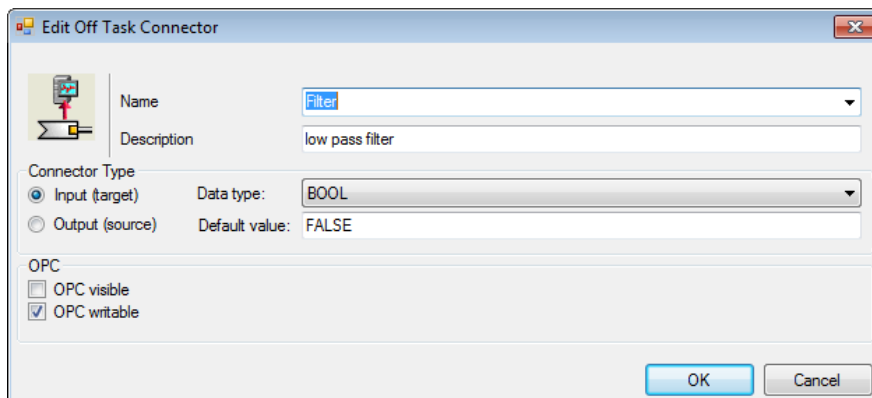 Edit Off Task Connector
Name
Filter
Description
low pass filter
Connector Type
Input (target)
Data type:
BOOL
Output (source)
Default value:
FALSE
OPC
OPC visible
OPC writable
OK
Cancel